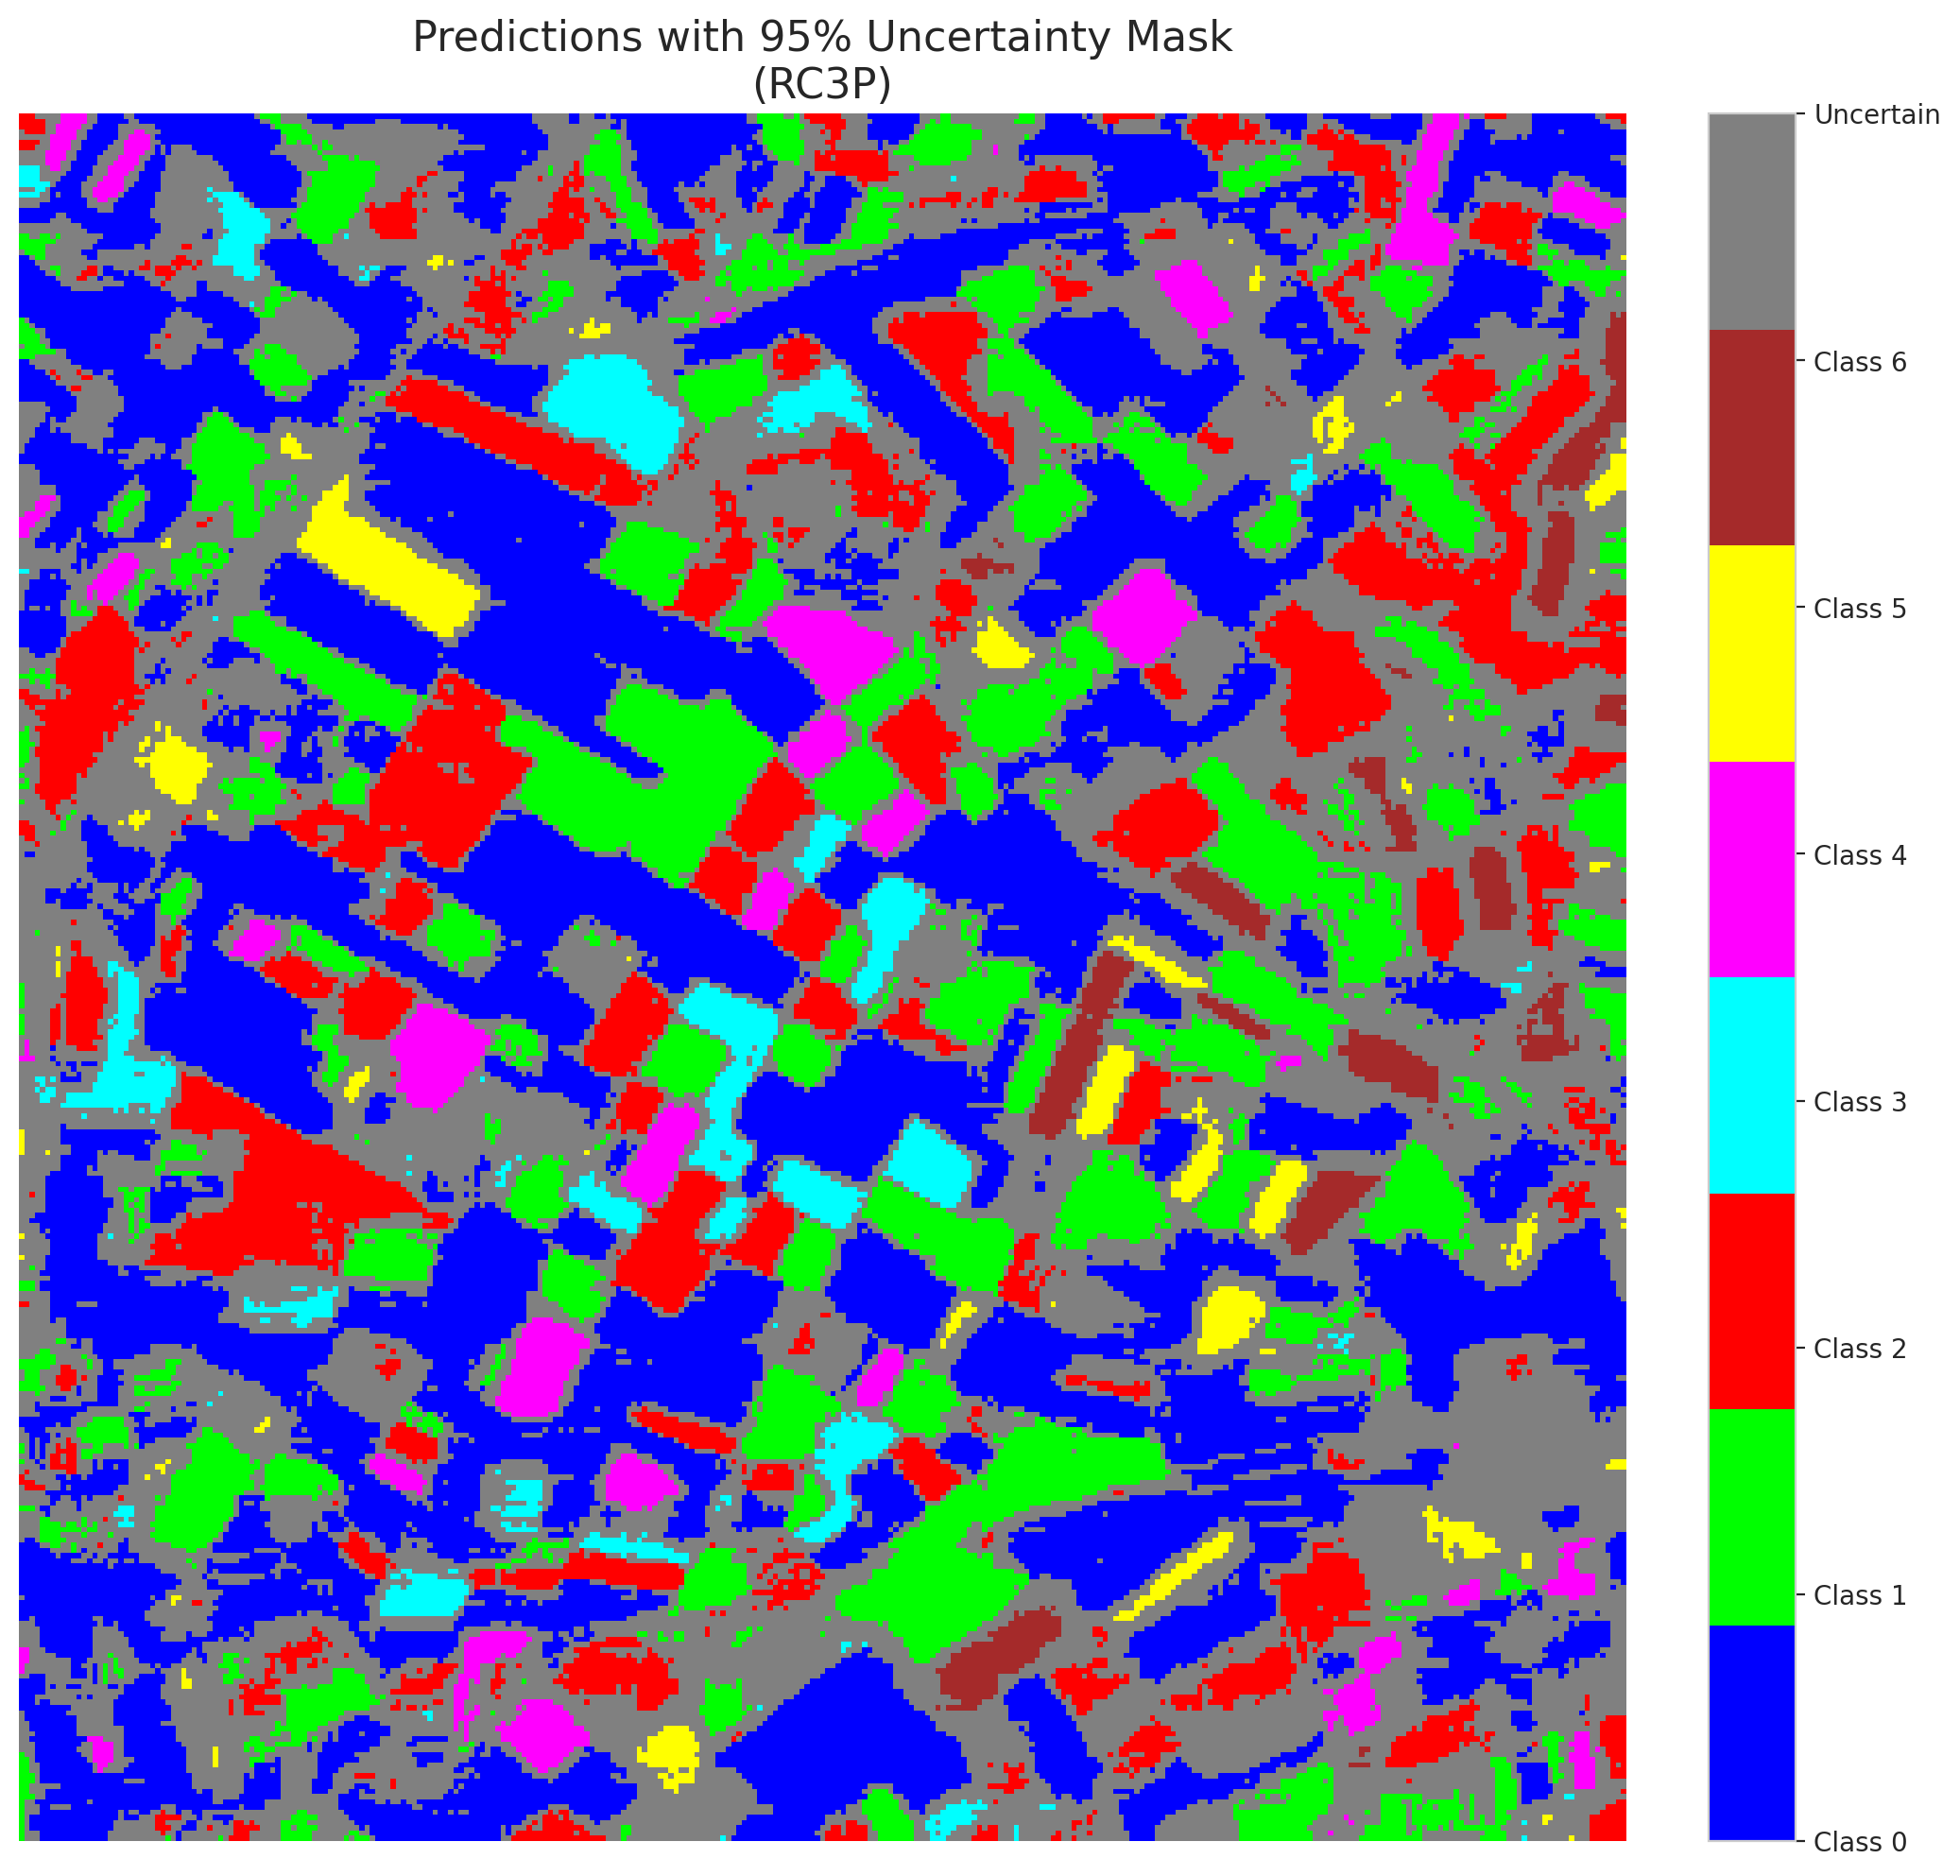 Predictions with 95% Uncertainty Mask
(RC3P)
Uncertain
Class 6
Class 5
Class 4
Class 3
Class 2
Class 1
Class 0